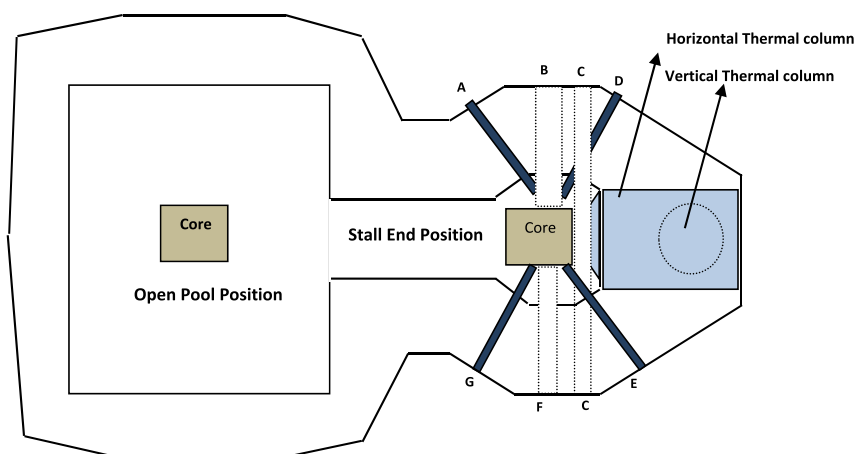 Horizontal Thermal column
Vertical Thermal column
A
B
C
D
Core
Stall End Position
Core
Open Pool Position
G
F
C
E